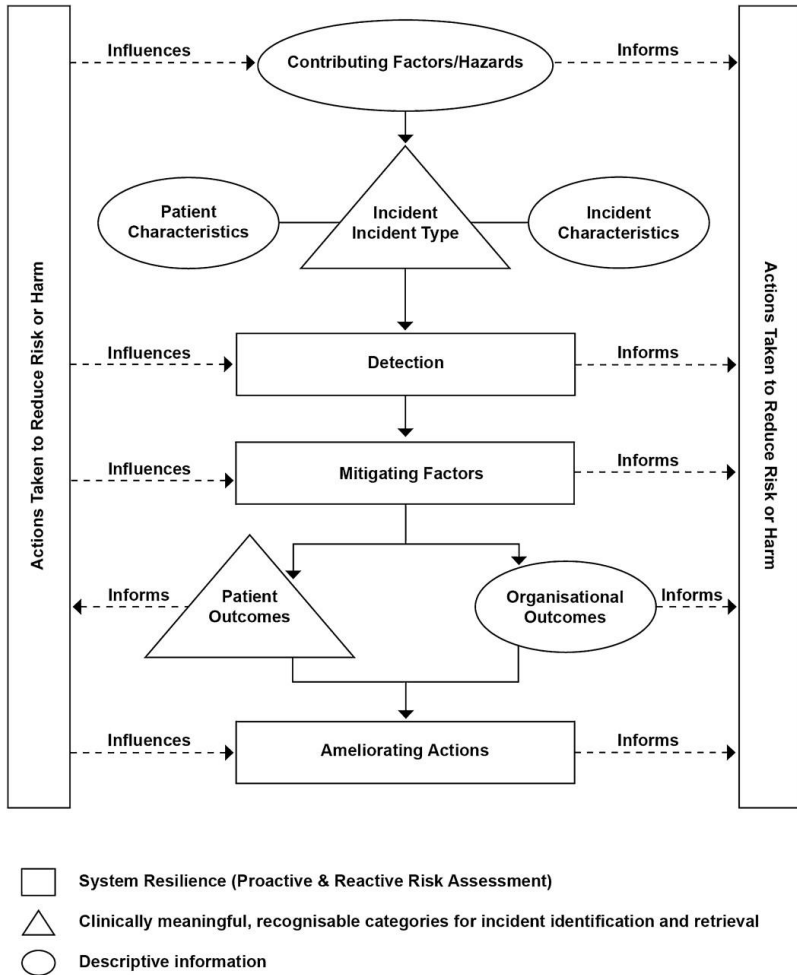 Influences
Contributing Factors/Hazards
Informs
Patient
Characteristics
Incident
Incident Type
Incident
Characteristics
Actions Taken to Reduce Risk or Harm
Actions Taken to Reduce Risk or Harm
Influences
Detection
Informs
Influences
Mitigating Factors
Informs
Informs
Patient
Outcomes
Organisational
Outcomes
Informs
Influences
Ameliorating Actions
Informs
System Resilience (Proactive & Reactive Risk Assessment)
Clinically meaningful, recognisable categories for incident identification and retrieval
Descriptive information